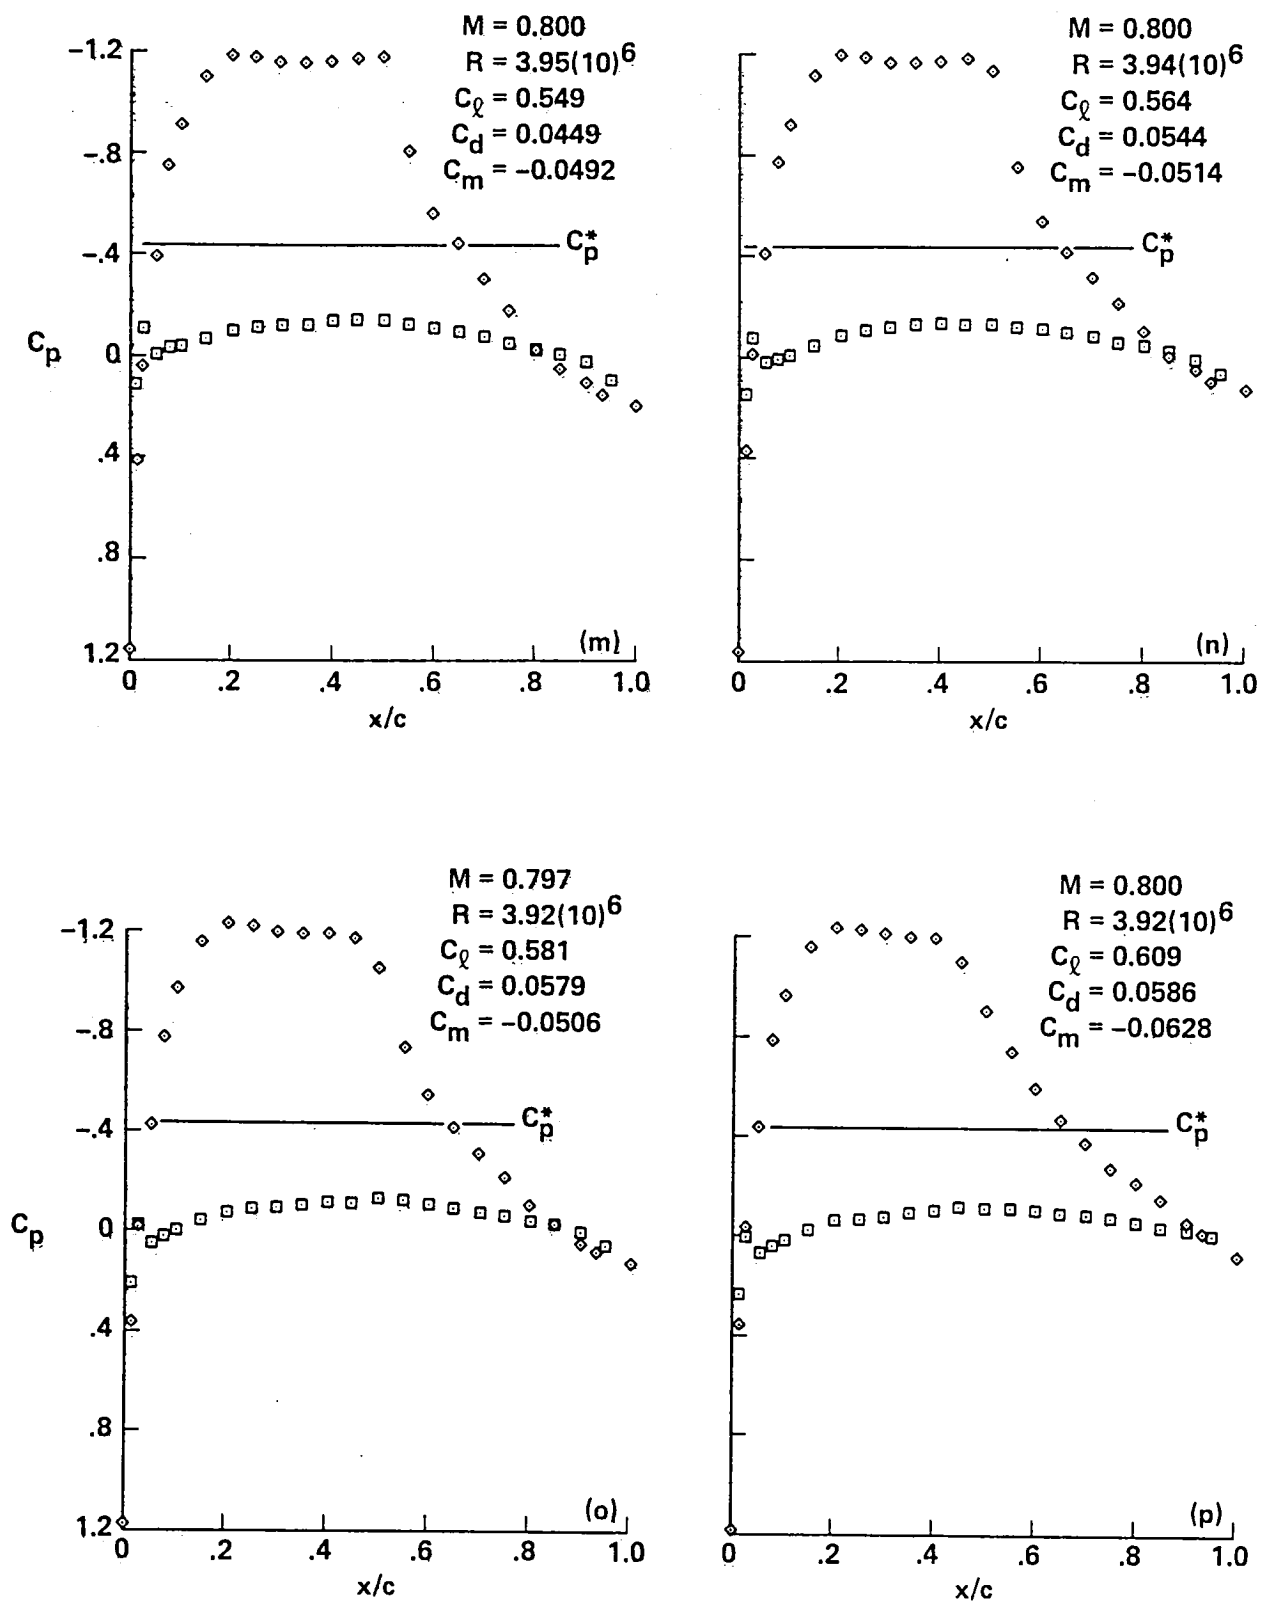 M = 0.800
R = 3.95(10)6
Cℓ = 0.549
Cd = 0.0449
Cm = −0.0492
−1.2
−.8
−.4
0
.4
.8
1.2
Cp
Cp*
(m)
0 .2 .4 .6 .8 1.0
x/c
M = 0.800
R = 3.94(10)6
Cℓ = 0.564
Cd = 0.0544
Cm = −0.0514
Cp*
(n)
0 .2 .4 .6 .8 1.0
x/c
M = 0.797
R = 3.92(10)6
Cℓ = 0.581
Cd = 0.0579
Cm = −0.0506
−1.2
−.8
−.4
0
.4
.8
1.2
Cp
Cp*
(o)
0 .2 .4 .6 .8 1.0
x/c
M = 0.800
R = 3.92(10)6
Cℓ = 0.609
Cd = 0.0586
Cm = −0.0628
Cp*
(p)
0 .2 .4 .6 .8 1.0
x/c